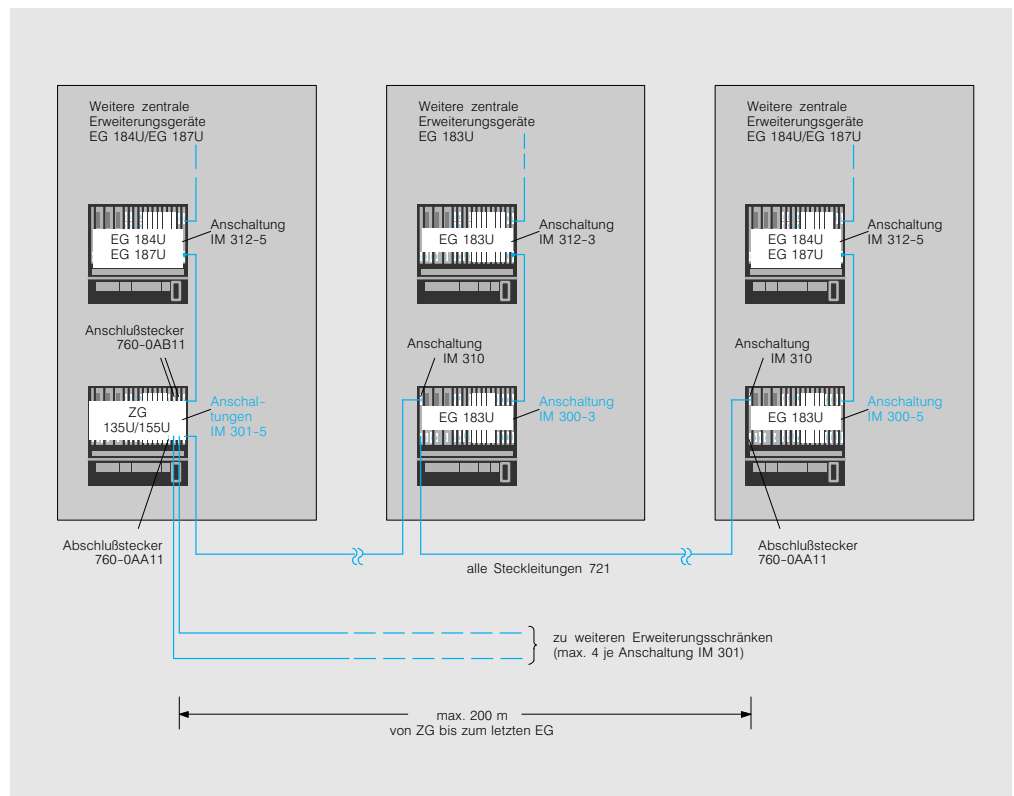 Weitere zentrale
Erweiterungsgeräte
EG 184U/EG 187U
EG 184U
EG 187U
Anschaltung
IM 312-5
Anschlußstecker
760-0AB11
ZG
135U/155U
Anschal-
tungen
IM 301-5
Abschlußstecker
760-0AA11
Weitere zentrale
Erweiterungsgeräte
EG 183U
EG 183U
Anschaltung
IM 312-3
Anschaltung
IM 310
EG 183U
Anschaltung
IM 300-3
Weitere zentrale
Erweiterungsgeräte
EG 184U/EG 187U
EG 184U
EG 187U
Anschaltung
IM 312-5
Anschaltung
IM 310
EG 183U
Anschaltung
IM 300-5
Abschlußstecker
760-0AA11
alle Steckleitungen 721
zu weiteren Erweiterungsschränken
(max. 4 je Anschaltung IM 301)
max. 200 m
von ZG bis zum letzten EG